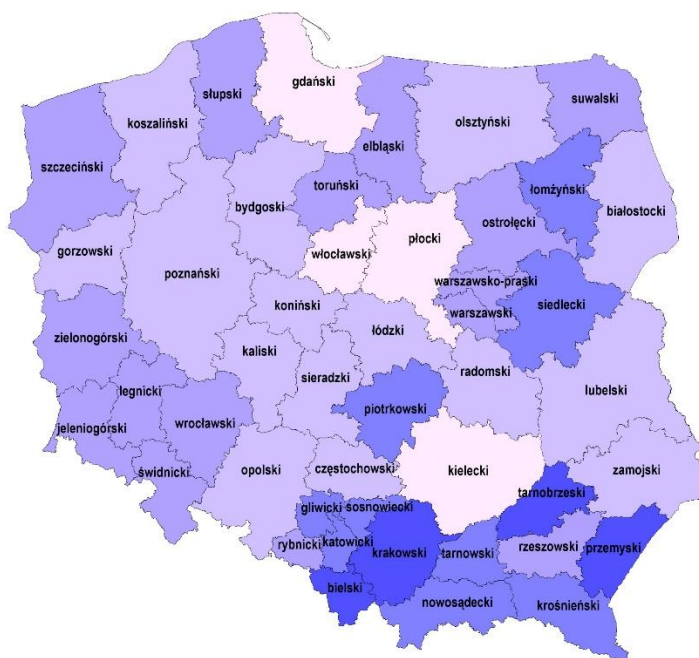 gdański
słupski
koszaliński
suwalski
olsztyński
elbląski
szczeciński
toruński
łomżyński
bydgoski
białostocki
ostrołęcki
płocki
gorzowski
włocławski
poznański
warszawsko-praski
siedlecki
koniński
warszawski
łódzki
zielonogórski
kaliski
sieradzki
radomski
lubelski
legnicki
piotrkowski
wrocławski
jeleniogórski
świdnicki
opolski
częstochowski
kielecki
zamojski
tarnobrzeski
gliwicki
sosnowiecki
rybnicki
katowicki
krakowski
tarnowski
rzeszowski
przemyski
bielski
nowosądecki
krośnieński